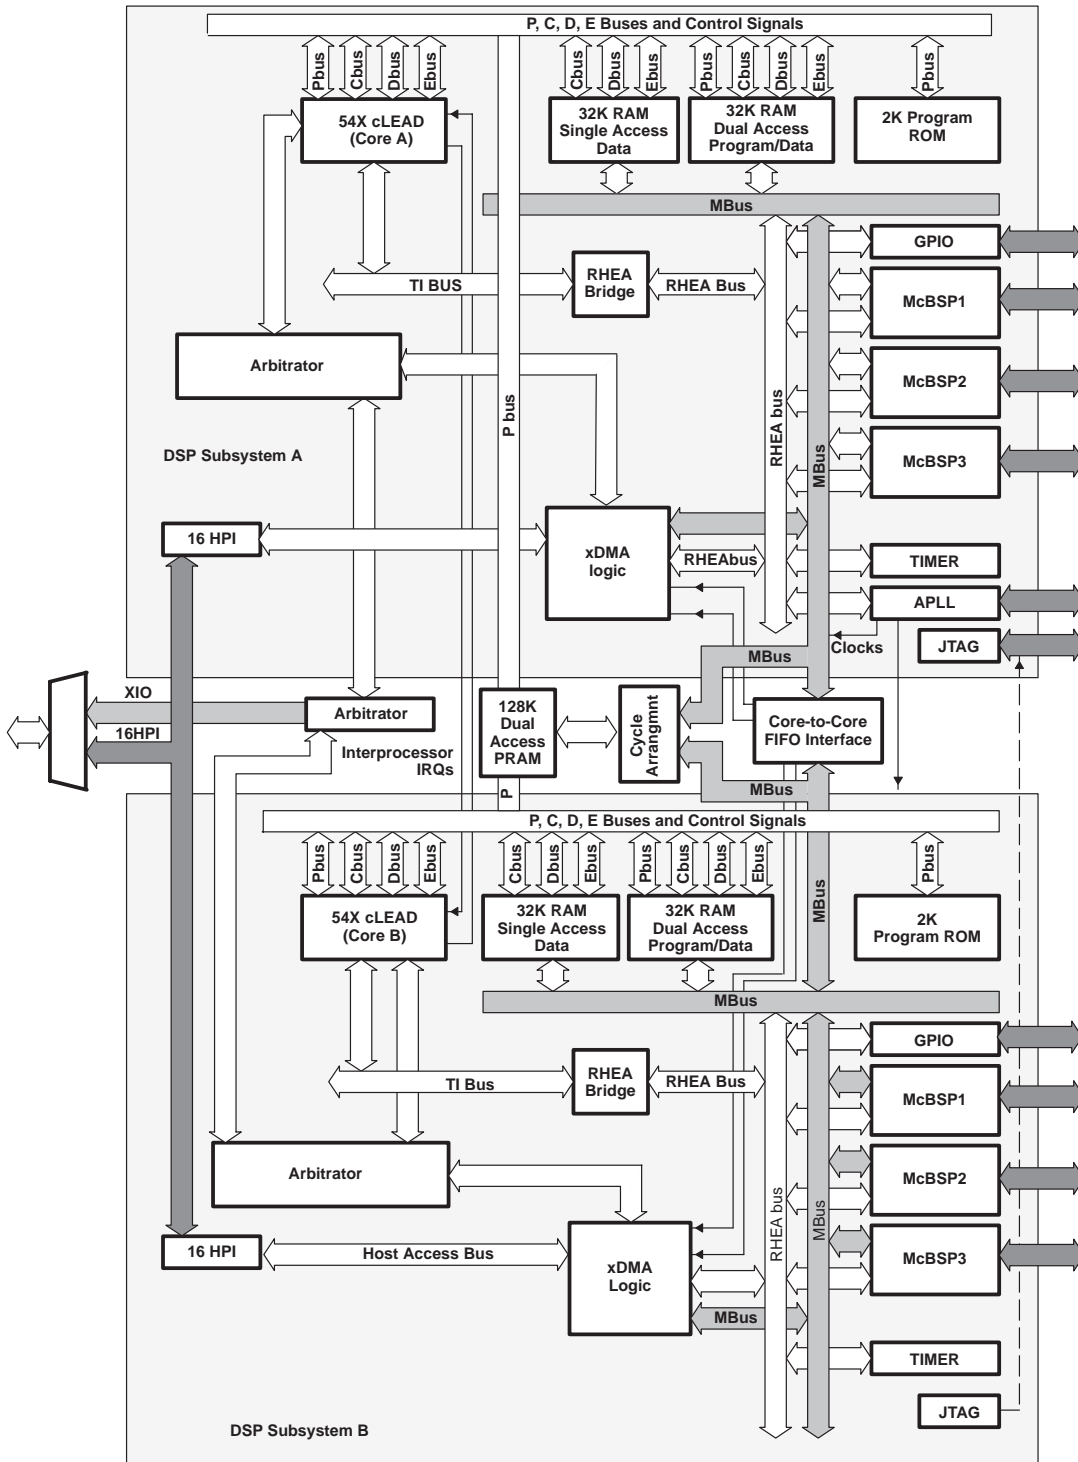 P, C, D, E Buses and Control Signals
Pbus
Cbus
Dbus
Ebus
Cbus
Dbus
Ebus
Pbus
Cbus
Dbus
Ebus
Pbus
54X cLEAD
(Core A)
32K RAM
Single Access
Data
32K RAM
Dual Access
Program/Data
2K Program
ROM
MBus
GPIO
TI BUS
RHEA
Bridge
RHEA Bus
McBSP1
Arbitrator
McBSP2
P bus
RHEA bus
MBus
McBSP3
DSP Subsystem A
16 HPI
xDMA
logic
RHEAbus
TIMER
APLL
Clocks
JTAG
MBus
XIO
16HPI
Arbitrator
Interprocessor
IRQs
128K
Dual
Access
PRAM
Cycle
Arrangmnt
Core-to-Core
FIFO Interface
MBus
P
P, C, D, E Buses and Control Signals
Pbus
Cbus
Dbus
Ebus
Cbus
Dbus
Ebus
Pbus
Cbus
Dbus
Ebus
MBus
Pbus
54X cLEAD
(Core B)
32K RAM
Single Access
Data
32K RAM
Dual Access
Program/Data
2K
Program ROM
MBus
GPIO
TI Bus
RHEA
Bridge
RHEA Bus
McBSP1
Arbitrator
McBSP2
RHEA bus
MBus
16 HPI
Host Access Bus
xDMA
Logic
McBSP3
MBus
TIMER
JTAG
DSP Subsystem B